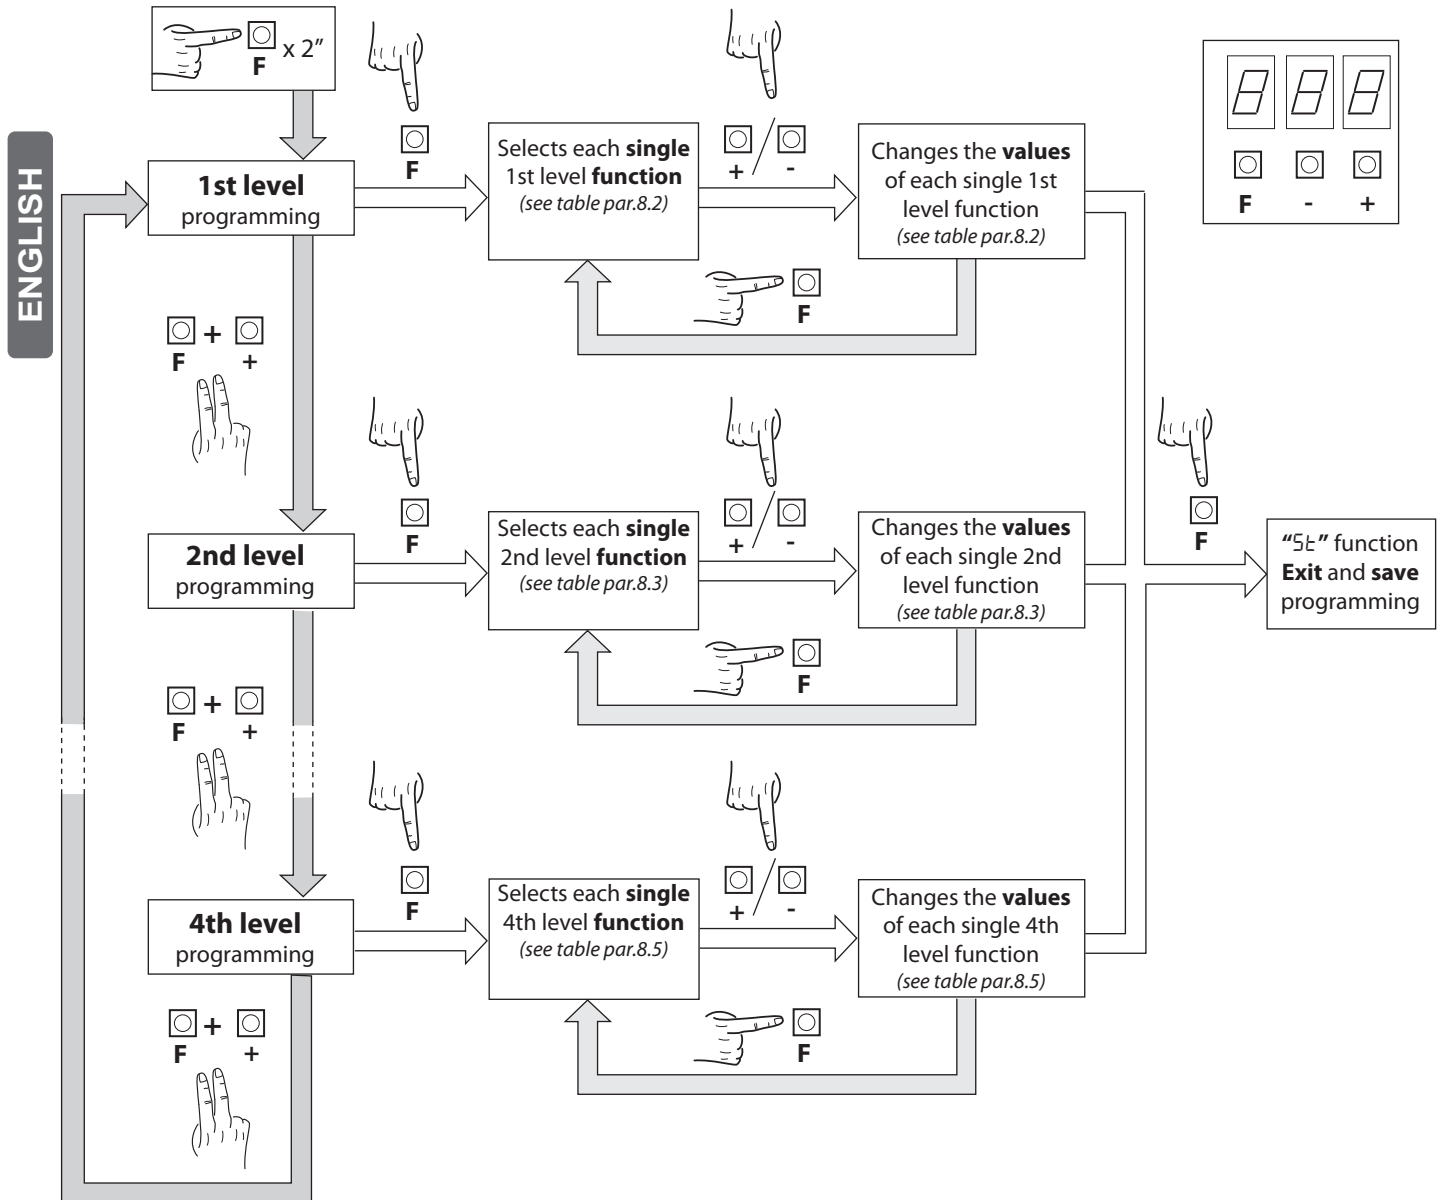 ENGLISH
F x 2”
F
+ / -
F - +
1st level
programming
Selects each single
1st level function
(see table par.8.2)
Changes the values
of each single 1st
level function
(see table par.8.2)
F
+
F +
F
+ / -
F
2nd level
programming
Selects each single
2nd level function
(see table par.8.3)
Changes the values
of each single 2nd
level function
(see table par.8.3)
“St” function
Exit and save
programming
F
+
F +
F
+ / -
4th level
programming
Selects each single
4th level function
(see table par.8.5)
Changes the values
of each single 4th
level function
(see table par.8.5)
F
+
F +